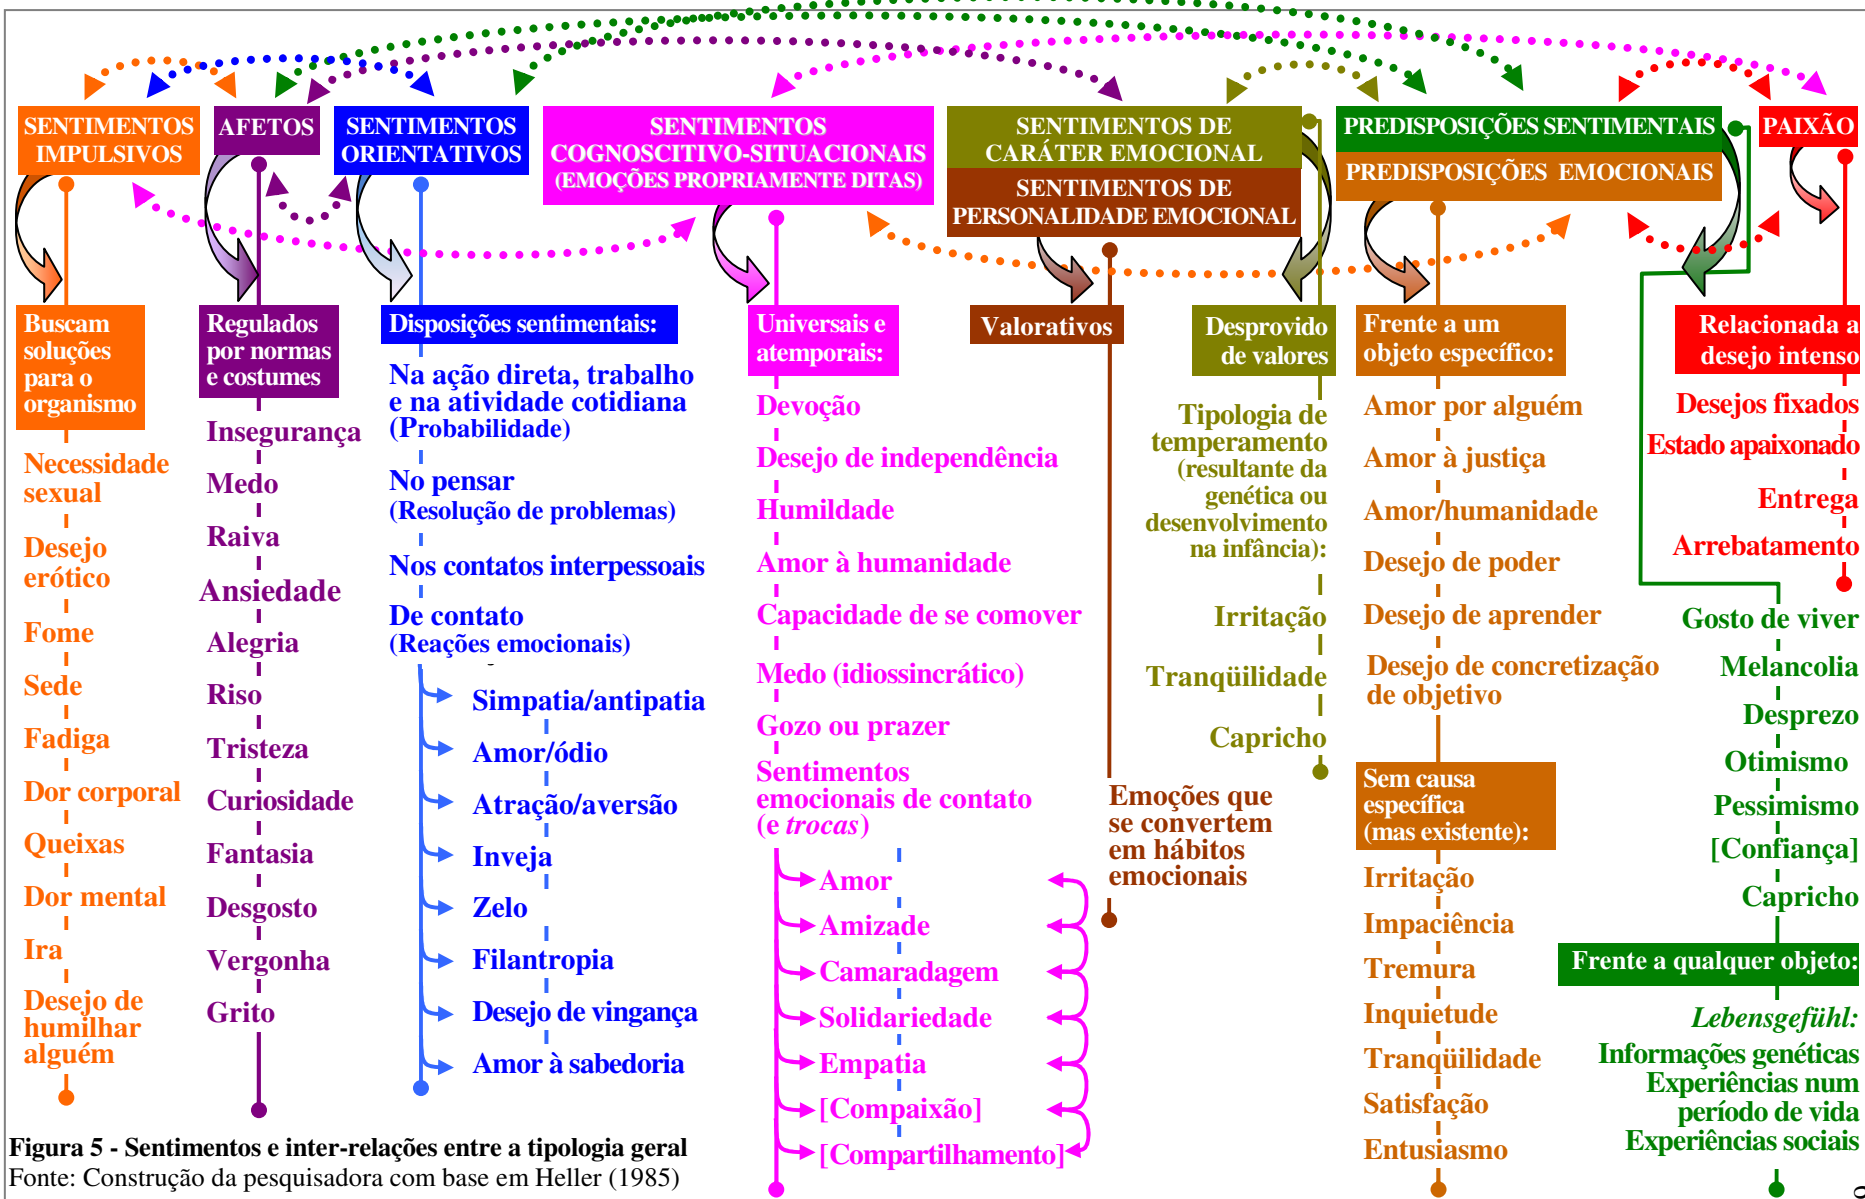 SENTIMENTOS
IMPULSIVOS
AFETOS
SENTIMENTOS
ORIENTATIVOS
SENTIMENTOS
COGNOSCITIVO-SITUACIONAIS
(EMOÇÕES PROPRIAMENTE DITAS)
SENTIMENTOS DE
CARÁTER EMOCIONAL
SENTIMENTOS DE
PERSONALIDADE EMOCIONAL
PREDISPOSIÇÕES SENTIMENTAIS
PREDISPOSIÇÕES EMOCIONAIS
PAIXÃO
Buscam
soluções
para o
organismo
Necessidade
sexual
Desejo
erótico
Fome
Sede
Fadiga
Dor corporal
Queixas
Dor mental
Ira
Desejo de
humilhar
alguém
Regulados
por normas
e costumes
Insegurança
Medo
Raiva
Ansiedade
Alegria
Riso
Tristeza
Curiosidade
Fantasia
Desgosto
Vergonha
Grito
Disposições sentimentais:
Na ação direta, trabalho
e na atividade cotidiana
(Probabilidade)
No pensar
(Resolução de problemas)
Nos contatos interpessoais
De contato
(Reações emocionais)
Simpatia/antipatia
Amor/ódio
Atração/aversão
Inveja
Zelo
Filantropia
Desejo de vingança
Amor à sabedoria
Universais e
atemporais:
Devoção
Desejo de independência
Humildade
Amor à humanidade
Capacidade de se comover
Medo (idiossincrático)
Gozo ou prazer
Sentimentos
emocionais de contato
(e trocas)
Amor
Amizade
Camaradagem
Solidariedade
Empatia
[Compaixão]
[Compartilhamento]
Valorativos
Emoções que
se convertem
em hábitos
emocionais
Desprovido
de valores
Tipologia de
temperamento
(resultante da
genética ou
desenvolvimento
na infância):
Irritação
Tranqüilidade
Capricho
Frente a um
objeto específico:
Amor por alguém
Amor à justiça
Amor/humanidade
Desejo de poder
Desejo de aprender
Desejo de concretização
de objetivo
Sem causa
específica
(mas existente):
Irritação
Impaciência
Tremura
Inquietude
Tranqüilidade
Satisfação
Entusiasmo
Relacionada a
desejo intenso
Desejos fixados
Estado apaixonado
Entrega
Arrebatamento
Gosto de viver
Melancolia
Desprezo
Otimismo
Pessimismo
[Confiança]
Capricho
Frente a qualquer objeto:
Lebensgefühl:
Informações genéticas
Experiências num
período de vida
Experiências sociais
Figura 5 - Sentimentos e inter-relações entre a tipologia geral
Fonte: Construção da pesquisadora com base em Heller (1985)